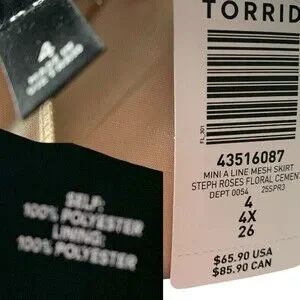 4
SELF:
100% POLYESTER
LINING:
100% POLYESTER
TORRID
43516087
MINI A LINE MESH SKIRT
STEPH ROSES FLORAL CEMENT
DEPT 0054 2SSPR3
4
4X
26
$65.90 USA
$85.90 CAN